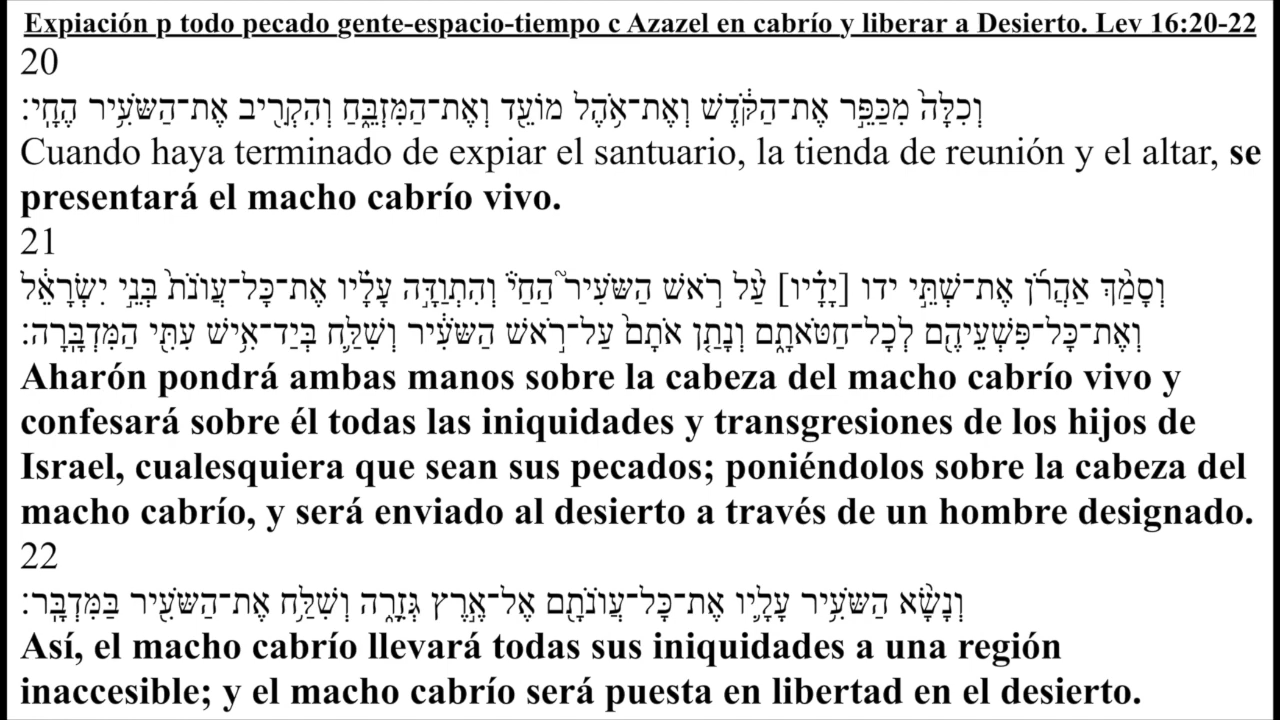 Expiación p todo pecado gente-espacio-tiempo c Azazel en cabrío y liberar a Desierto. Lev 16:20-22
20
וְכִלָּה֙ מִכַּפֵּ֣ר אֶת־הַקֹּ֔דֶשׁ וְאֶת־אֹ֥הֶל מוֹעֵ֖ד וְאֶת־הַמִּזְבֵּ֑חַ וְהִקְרִ֖יב אֶת־הַשָּׂעִ֥יר הֶחָֽי׃
Cuando haya terminado de expiar el santuario, la tienda de reunión y el altar, se
presentará el macho cabrío vivo.
21
וְסָמַ֨ךְ אַהֲרֹ֜ן אֶת־שְׁתֵּ֣י ידו [יָדָ֗יו] עַ֨ל רֹ֣אשׁ הַשָּׂעִיר֮ הַחַי֒ וְהִתְוַדָּ֣ה עָלָ֗יו אֶת־כָּל־עֲוֺנֹת֙ בְּנֵ֣י יִשְׂרָאֵ֔ל
וְאֶת־כָּל־פִּשְׁעֵיהֶ֖ם לְכָל־חַטֹּאתָ֑ם וְנָתַ֤ן אֹתָם֙ עַל־רֹ֣אשׁ הַשָּׂעִ֔יר וְשִׁלַּ֛ח בְּיַד־אִ֥ישׁ עִתִּ֖י הַמִּדְבָּֽרָה׃
Aharón pondrá ambas manos sobre la cabeza del macho cabrío vivo y
confesará sobre él todas las iniquidades y transgresiones de los hijos de
Israel, cualesquiera que sean sus pecados; poniéndolos sobre la cabeza del
macho cabrío, y será enviado al desierto a través de un hombre designado.
22
וְנָשָׂ֨א הַשָּׂעִ֥יר עָלָ֛יו אֶת־כָּל־עֲוֺנֹתָ֖ם אֶל־אֶ֣רֶץ גְּזֵרָ֑ה וְשִׁלַּ֥ח אֶת־הַשָּׂעִ֖יר בַּמִּדְבָּֽר׃
Así, el macho cabrío llevará todas sus iniquidades a una región
inaccesible; y el macho cabrío será puesta en libertad en el desierto.